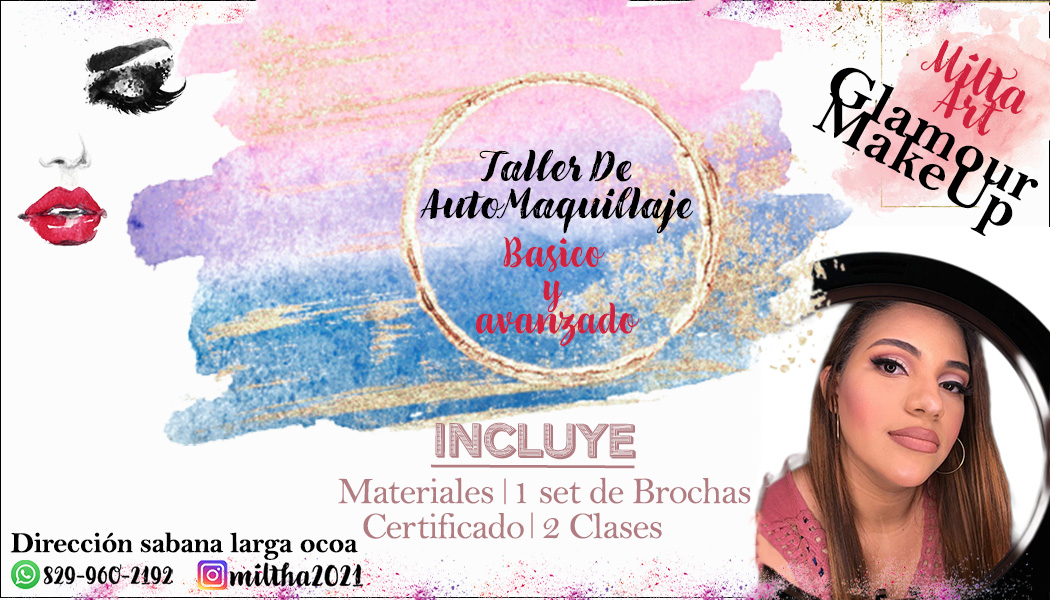 Milta
Art
Glamour
MakeUp
Taller De
AutoMaquillaje
Basico
y
avanzado
INCLUYE
Materiales | 1 set de Brochas
Certificado | 2 Clases
Dirección sabana larga ocoa
829-960-2192 miltha2021